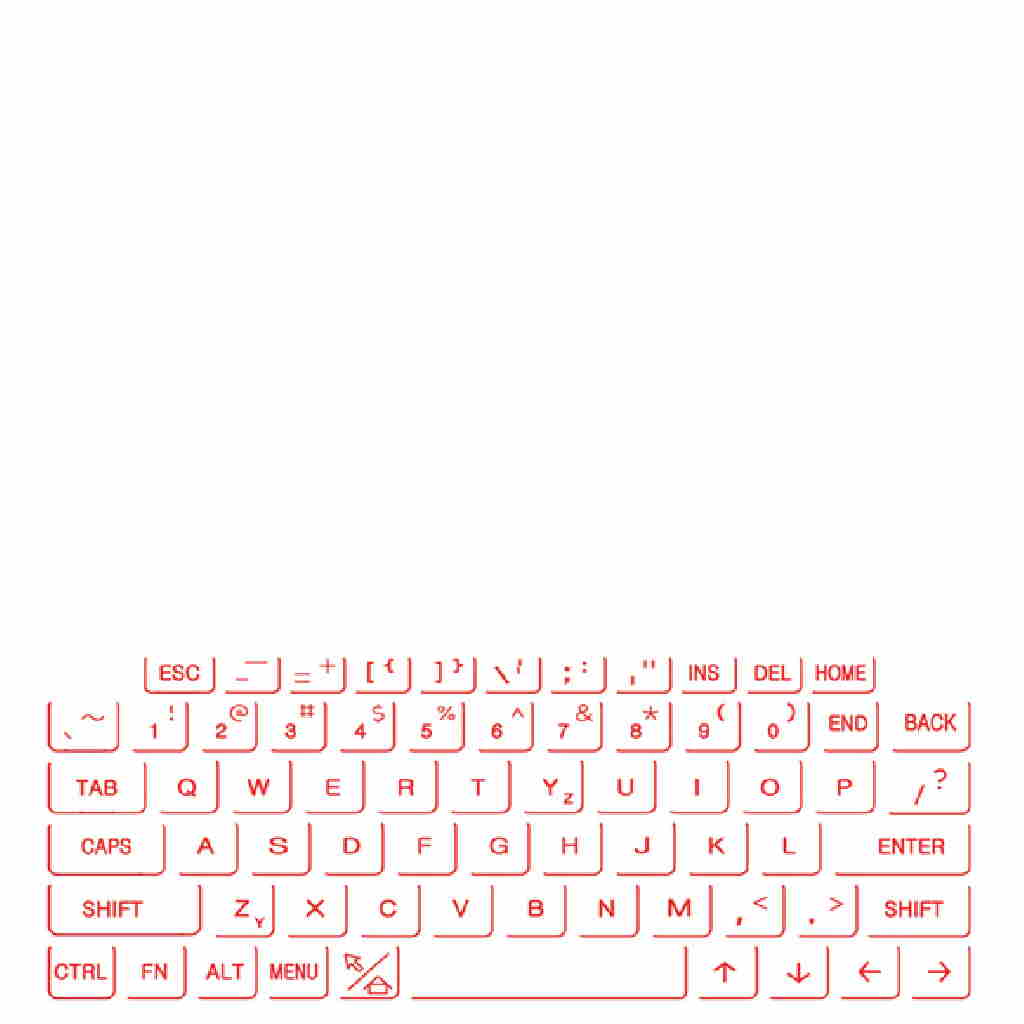 ESC _ — = + [ { ] } \ ' ; : , " INS DEL HOME
` ~ 1 ! 2 @ 3 # 4 $ 5 % 6 ^ 7 & 8 * 9 ( 0 ) END BACK
TAB Q W E R T Y Z U I O P / ?
CAPS A S D F G H J K L ENTER
SHIFT Z Y X C V B N M , < . > SHIFT
CTRL FN ALT MENU ↑ ↓ ← →